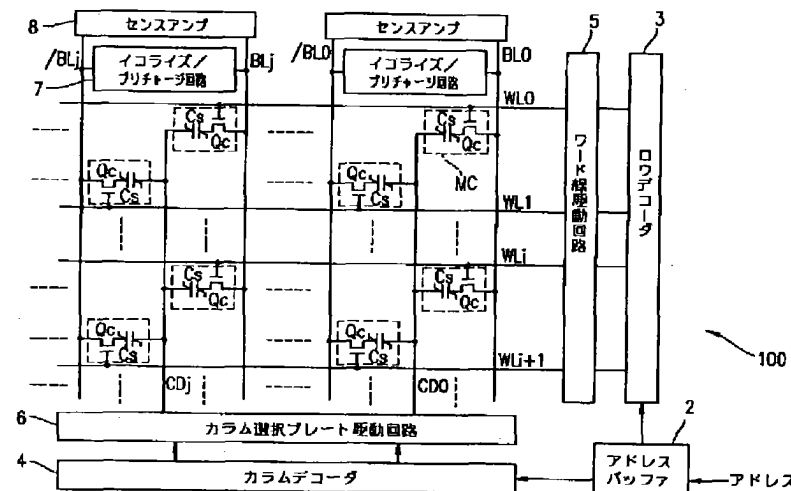 8
センスアンプ
センスアンプ
5
3
/BLj
イコライズ/
プリチャージ回路
BLj
/BL0
イコライズ/
プリチャージ回路
BL0
7
WL0
Cs
Qc
Cs
Qc
MC
Qc
Cs
Qc
Cs
WL1
ワード線駆動回路
ロウデコーダ
WLi
Cs
Qc
Cs
Qc
Qc
Cs
Qc
Cs
WLi+1
100
CDj
CD0
6
カラム選択プレート駆動回路
2
4
カラムデコーダ
アドレス
バッファ
アドレス